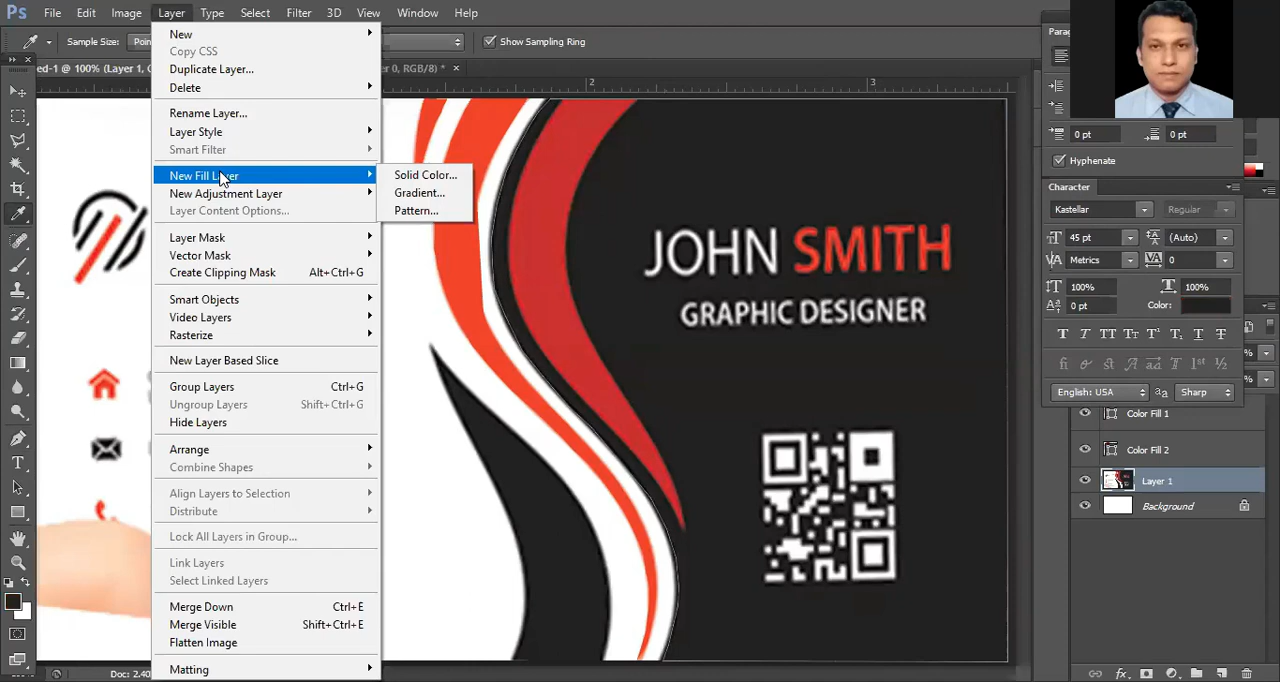 Ps File Edit Image Layer Type Select Filter 3D View Window Help
Sample Size:
Show Sampling Ring
ed-1 @ 100% (Layer 1,
0, RGB/8) *
New
Copy CSS
Duplicate Layer...
Delete
Rename Layer...
Layer Style
Smart Filter
New Fill Layer
New Adjustment Layer
Layer Content Options...
Layer Mask
Vector Mask
Create Clipping Mask Alt+Ctrl+G
Smart Objects
Video Layers
Rasterize
New Layer Based Slice
Group Layers Ctrl+G
Ungroup Layers Shift+Ctrl+G
Hide Layers
Arrange
Combine Shapes
Align Layers to Selection
Distribute
Lock All Layers in Group...
Link Layers
Select Linked Layers
Merge Down Ctrl+E
Merge Visible Shift+Ctrl+E
Flatten Image
Matting
Solid Color...
Gradient...
Pattern...
2
3
JOHN SMITH
GRAPHIC DESIGNER
0 pt 0 pt
Hyphenate
Character
Kastellar Regular
45 pt (Auto)
Metrics 0
100% 100%
0 pt Color:
English: USA Sharp
Color Fill 1
Color Fill 2
Layer 1
Background